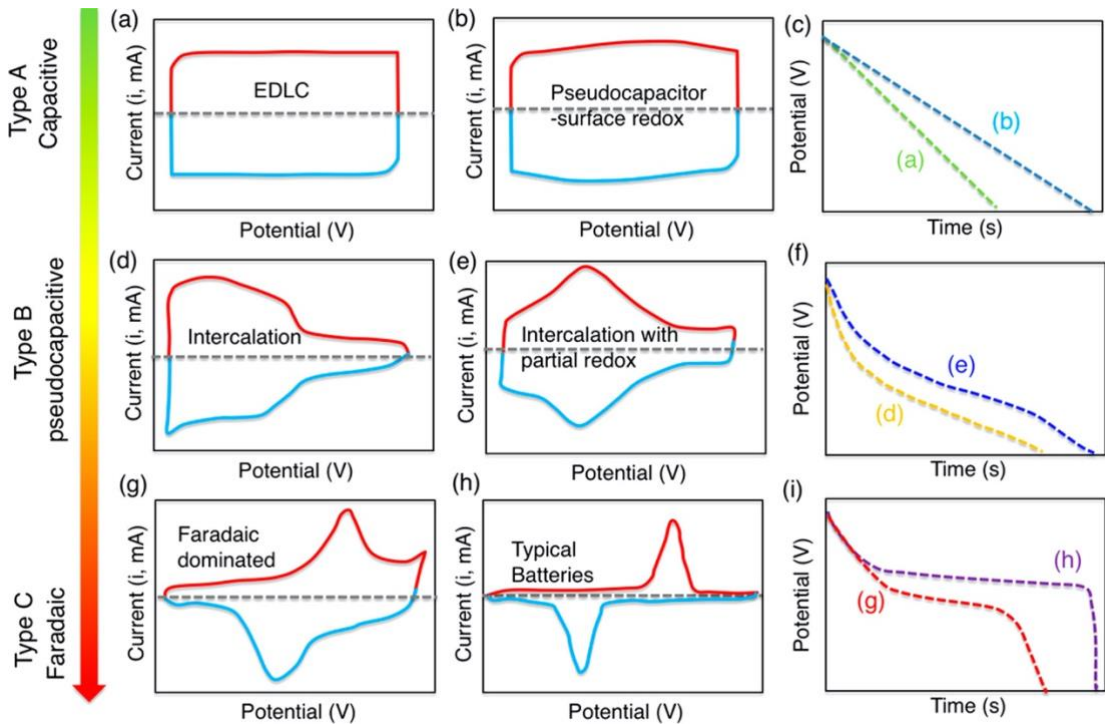 Type A
Capacitive
(a)
Current (i, mA)
EDLC
Potential (V)
(b)
Current (i, mA)
Pseudocapacitor
-surface redox
Potential (V)
(c)
Potential (V)
(a)
(b)
Time (s)
Type B
pseudocapacitive
(d)
Current (i, mA)
Intercalation
Potential (V)
(e)
Current (i, mA)
Intercalation with
partial redox
Potential (V)
(f)
Potential (V)
(e)
(d)
Time (s)
Type C
Faradaic
(g)
Current (i, mA)
Faradaic
dominated
Potential (V)
(h)
Current (i, mA)
Typical
Batteries
Potential (V)
(i)
Potential (V)
(h)
(g)
Time (s)